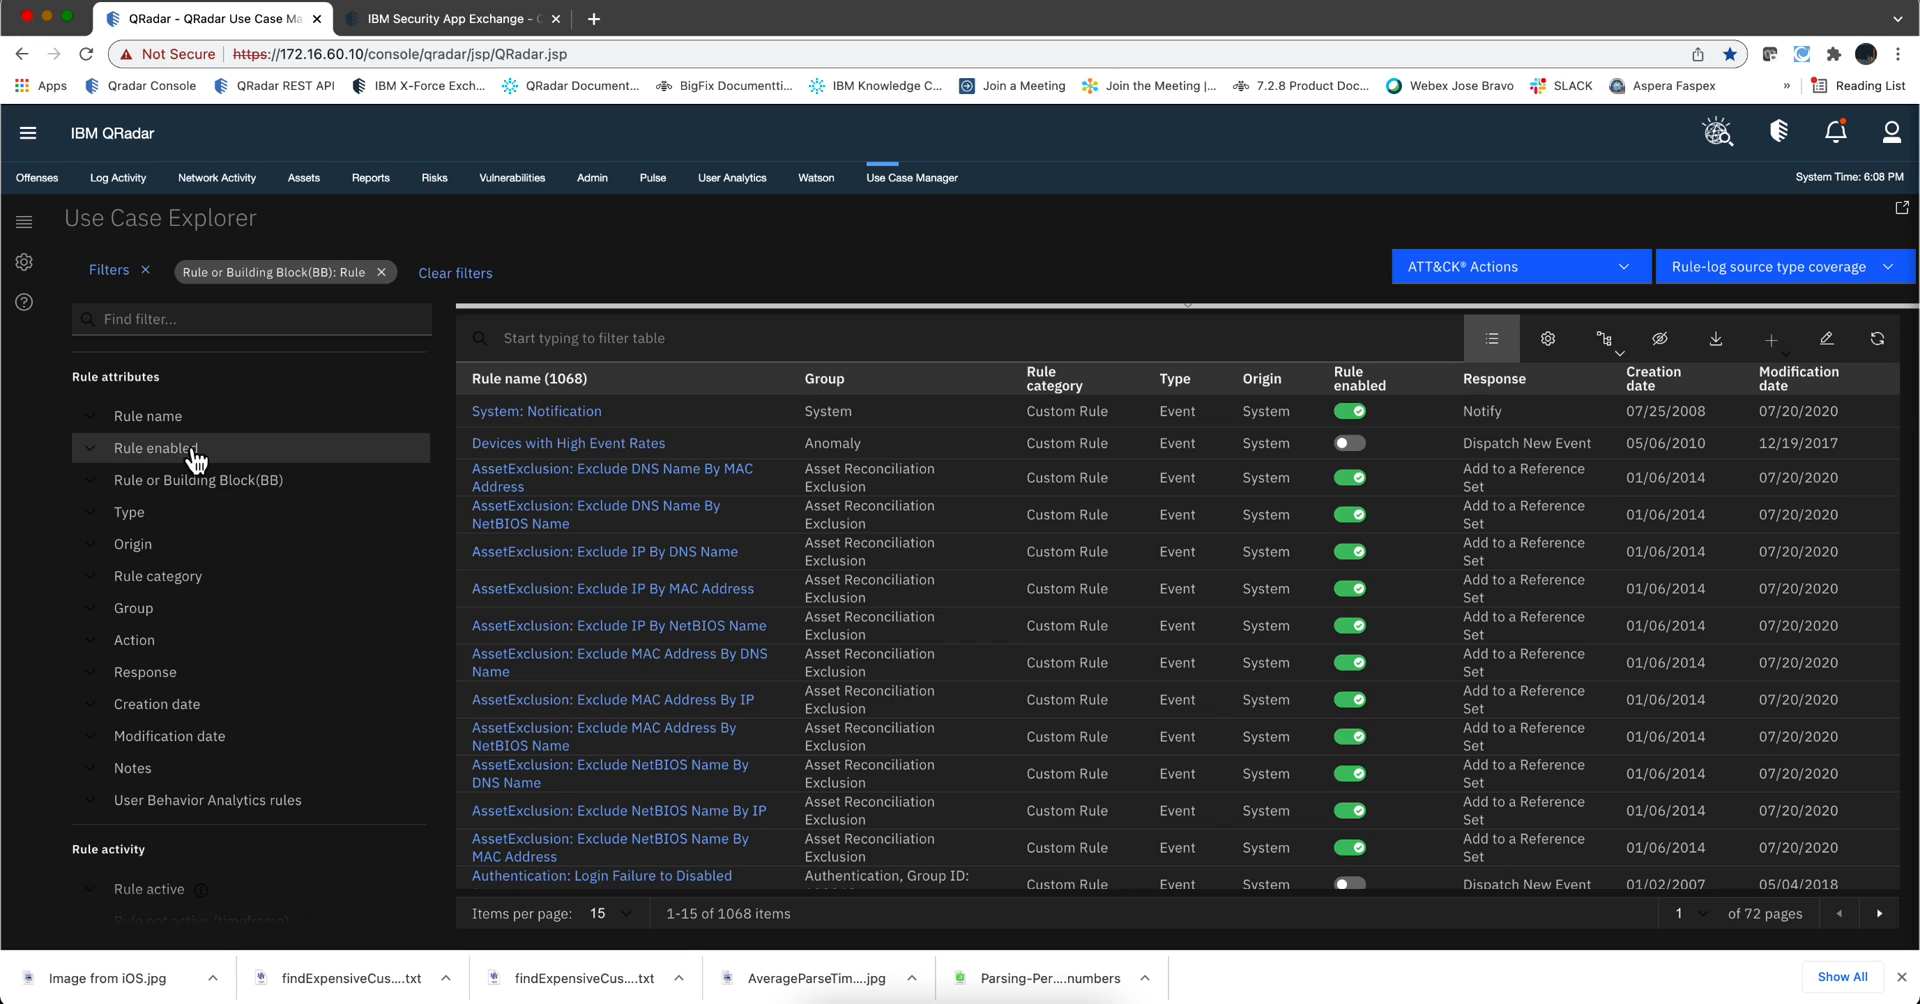 QRadar - QRadar Use Case Ma
IBM Security App Exchange -
Not Secure https://172.16.60.10/console/qradar/jsp/QRadar.jsp
Apps Qradar Console QRadar REST API IBM X-Force Exch... QRadar Document... BigFix Documentti... IBM Knowledge C... Join a Meeting Join the Meeting |... 7.2.8 Product Doc... Webex Jose Bravo SLACK Aspera Faspex » Reading List
IBM QRadar
Offenses Log Activity Network Activity Assets Reports Risks Vulnerabilities Admin Pulse User Analytics Watson Use Case Manager System Time: 6:08 PM
Use Case Explorer
Filters × Rule or Building Block(BB): Rule × Clear filters ATT&CK® Actions Rule-log source type coverage
Find filter...
Start typing to filter table
Rule attributes
Rule name
Rule enabled
Rule or Building Block(BB)
Type
Origin
Rule category
Group
Action
Response
Creation date
Modification date
Notes
User Behavior Analytics rules
Rule activity
Rule active
Rule not active (timeframe)
Rule name (1068) Group Rule category Type Origin Rule enabled Response Creation date Modification date
System: Notification System Custom Rule Event System Notify 07/25/2008 07/20/2020
Devices with High Event Rates Anomaly Custom Rule Event System Dispatch New Event 05/06/2010 12/19/2017
AssetExclusion: Exclude DNS Name By MAC Address Asset Reconciliation Exclusion Custom Rule Event System Add to a Reference Set 01/06/2014 07/20/2020
AssetExclusion: Exclude DNS Name By NetBIOS Name Asset Reconciliation Exclusion Custom Rule Event System Add to a Reference Set 01/06/2014 07/20/2020
AssetExclusion: Exclude IP By DNS Name Asset Reconciliation Exclusion Custom Rule Event System Add to a Reference Set 01/06/2014 07/20/2020
AssetExclusion: Exclude IP By MAC Address Asset Reconciliation Exclusion Custom Rule Event System Add to a Reference Set 01/06/2014 07/20/2020
AssetExclusion: Exclude IP By NetBIOS Name Asset Reconciliation Exclusion Custom Rule Event System Add to a Reference Set 01/06/2014 07/20/2020
AssetExclusion: Exclude MAC Address By DNS Name Asset Reconciliation Exclusion Custom Rule Event System Add to a Reference Set 01/06/2014 07/20/2020
AssetExclusion: Exclude MAC Address By IP Asset Reconciliation Exclusion Custom Rule Event System Add to a Reference Set 01/06/2014 07/20/2020
AssetExclusion: Exclude MAC Address By NetBIOS Name Asset Reconciliation Exclusion Custom Rule Event System Add to a Reference Set 01/06/2014 07/20/2020
AssetExclusion: Exclude NetBIOS Name By DNS Name Asset Reconciliation Exclusion Custom Rule Event System Add to a Reference Set 01/06/2014 07/20/2020
AssetExclusion: Exclude NetBIOS Name By IP Asset Reconciliation Exclusion Custom Rule Event System Add to a Reference Set 01/06/2014 07/20/2020
AssetExclusion: Exclude NetBIOS Name By MAC Address Asset Reconciliation Exclusion Custom Rule Event System Add to a Reference Set 01/06/2014 07/20/2020
Authentication: Login Failure to Disabled Authentication, Group ID: Custom Rule Event System Dispatch New Event 01/02/2007 05/04/2018
Items per page: 15 1-15 of 1068 items 1 of 72 pages
Image from iOS.jpg findExpensiveCus....txt findExpensiveCus....txt AverageParseTim....jpg Parsing-Per....numbers Show All